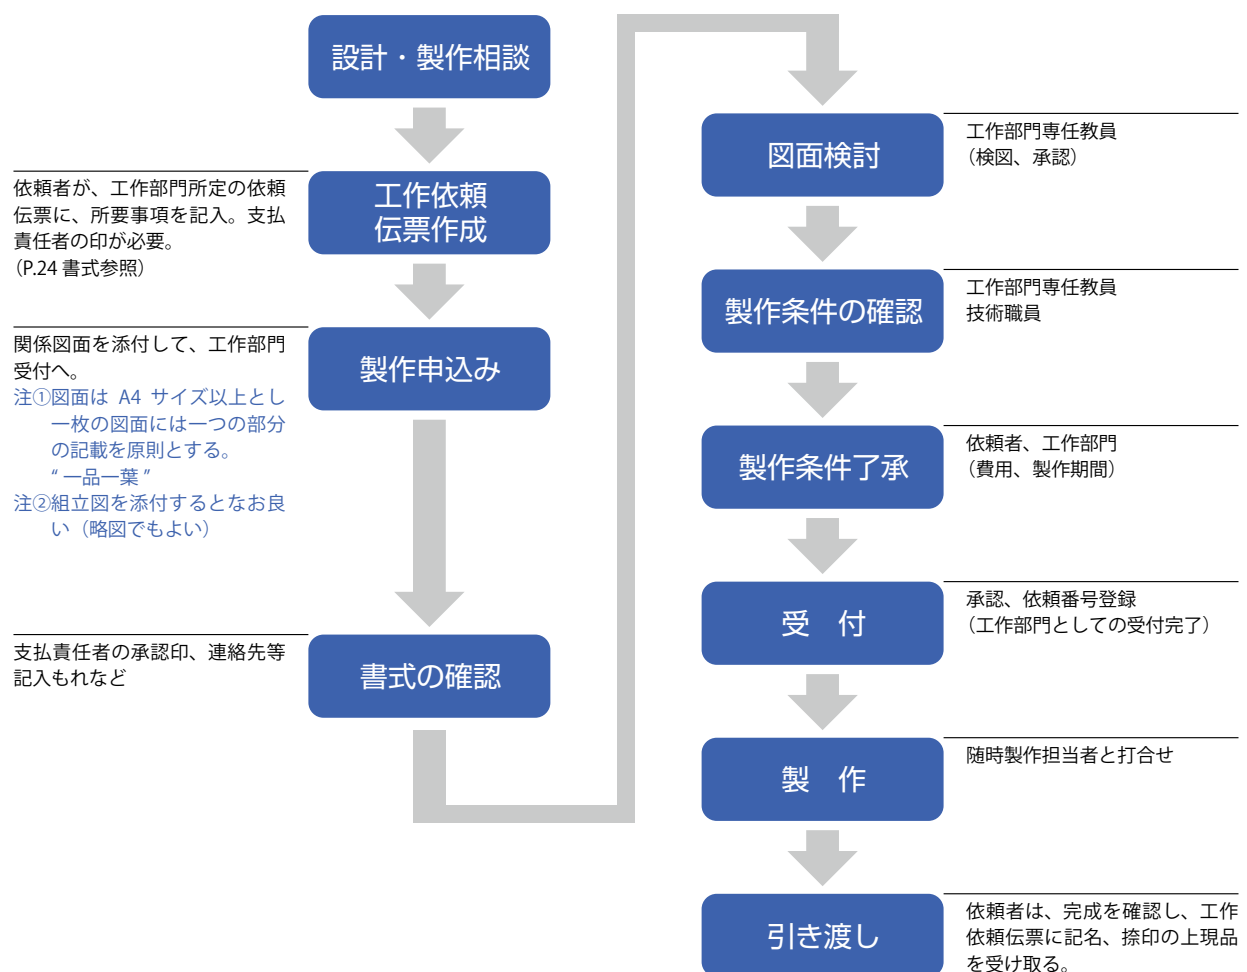 設計・製作相談
工作依頼
伝票作成
依頼者が、工作部門所定の依頼
伝票に、所要事項を記入。支払
責任者の印が必要。
（P.24 書式参照）
製作申込み
関係図面を添付して、工作部門
受付へ。
注①図面は A4 サイズ以上とし
一枚の図面には一つの部分
の記載を原則とする。
“ 一品一葉 ”
注②組立図を添付するとなお良
い（略図でもよい）
書式の確認
支払責任者の承認印、連絡先等
記入もれなど
図面検討
工作部門専任教員
（検図、承認）
製作条件の確認
工作部門専任教員
技術職員
製作条件了承
依頼者、工作部門
（費用、製作期間）
受　付
承認、依頼番号登録
（工作部門としての受付完了）
製　作
随時製作担当者と打合せ
引き渡し
依頼者は、完成を確認し、工作
依頼伝票に記名、捺印の上現品
を受け取る。